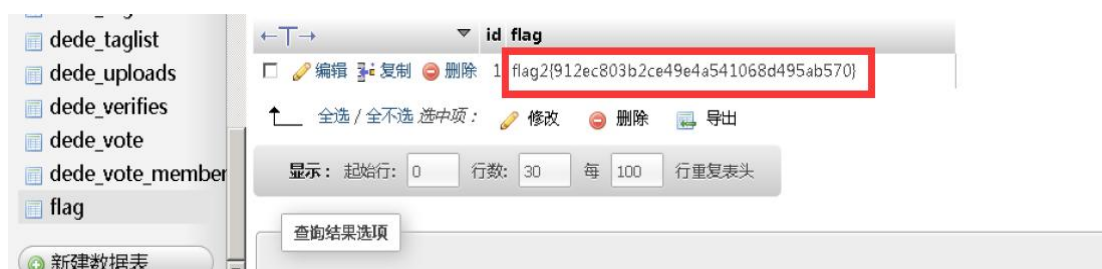 dede_taglist
dede_uploads
dede_verifies
dede_vote
dede_vote_member
flag
新建数据表
←T→ ▼ id flag
编辑 复制 删除 1 flag2{912ec803b2ce49e4a541068d495ab570}
全选 / 全不选 选中项： 修改 删除 导出
显示： 起始行： 0 行数: 30 每 100 行重复表头
查询结果选项